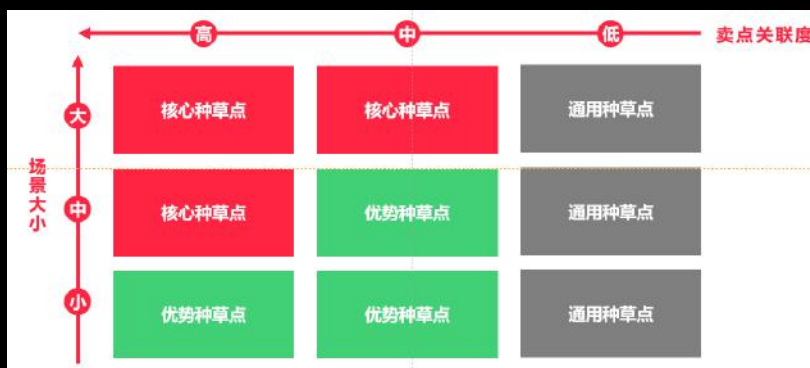 高 中 低 卖点关联度
大 核心种草点 核心种草点 通用种草点
场景大小
中 核心种草点 优势种草点 通用种草点
小 优势种草点 优势种草点 通用种草点